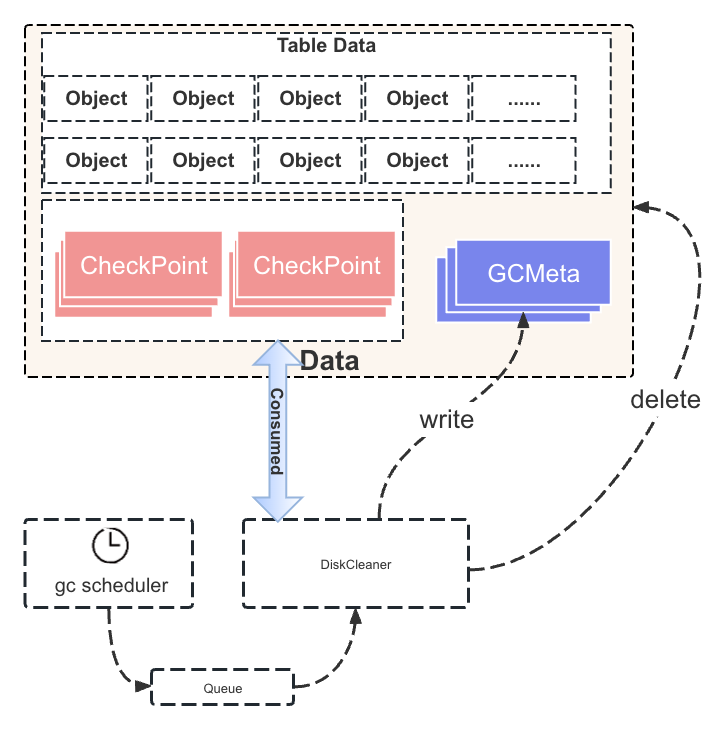 Table Data
Object Object Object Object ......
Object Object Object Object ......
CheckPoint CheckPoint GCMeta
Data
Consumed
write
delete
gc scheduler
DiskCleaner
Queue